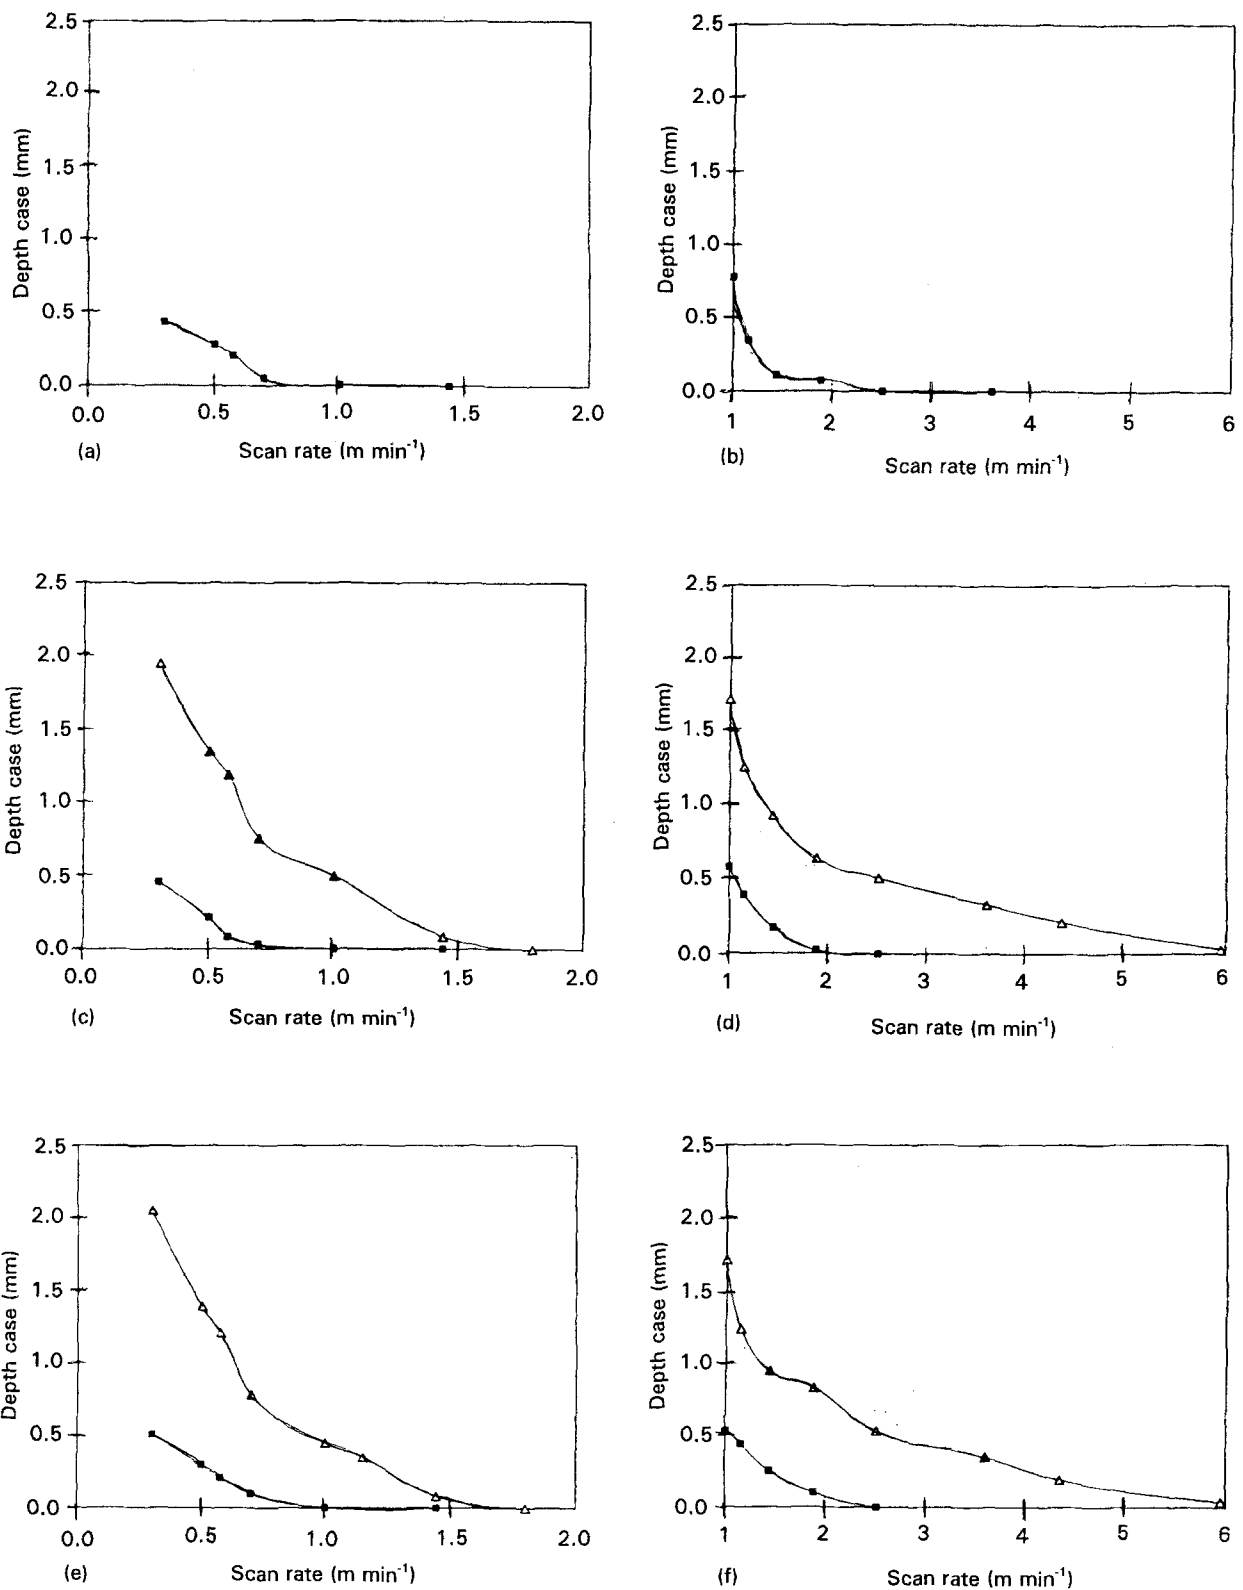 2.5
2.0
1.5
1.0
0.5
0.0
Depth case (mm)
0.0 0.5 1.0 1.5 2.0
(a) Scan rate (m min⁻¹)
2.5
2.0
1.5
1.0
0.5
0.0
Depth case (mm)
1 2 3 4 5 6
(b) Scan rate (m min⁻¹)
2.5
2.0
1.5
1.0
0.5
0.0
Depth case (mm)
0.0 0.5 1.0 1.5 2.0
(c) Scan rate (m min⁻¹)
2.5
2.0
1.5
1.0
0.5
0.0
Depth case (mm)
1 2 3 4 5 6
(d) Scan rate (m min⁻¹)
2.5
2.0
1.5
1.0
0.5
0.0
Depth case (mm)
0.0 0.5 1.0 1.5 2.0
(e) Scan rate (m min⁻¹)
2.5
2.0
1.5
1.0
0.5
0.0
Depth case (mm)
1 2 3 4 5 6
(f) Scan rate (m min⁻¹)